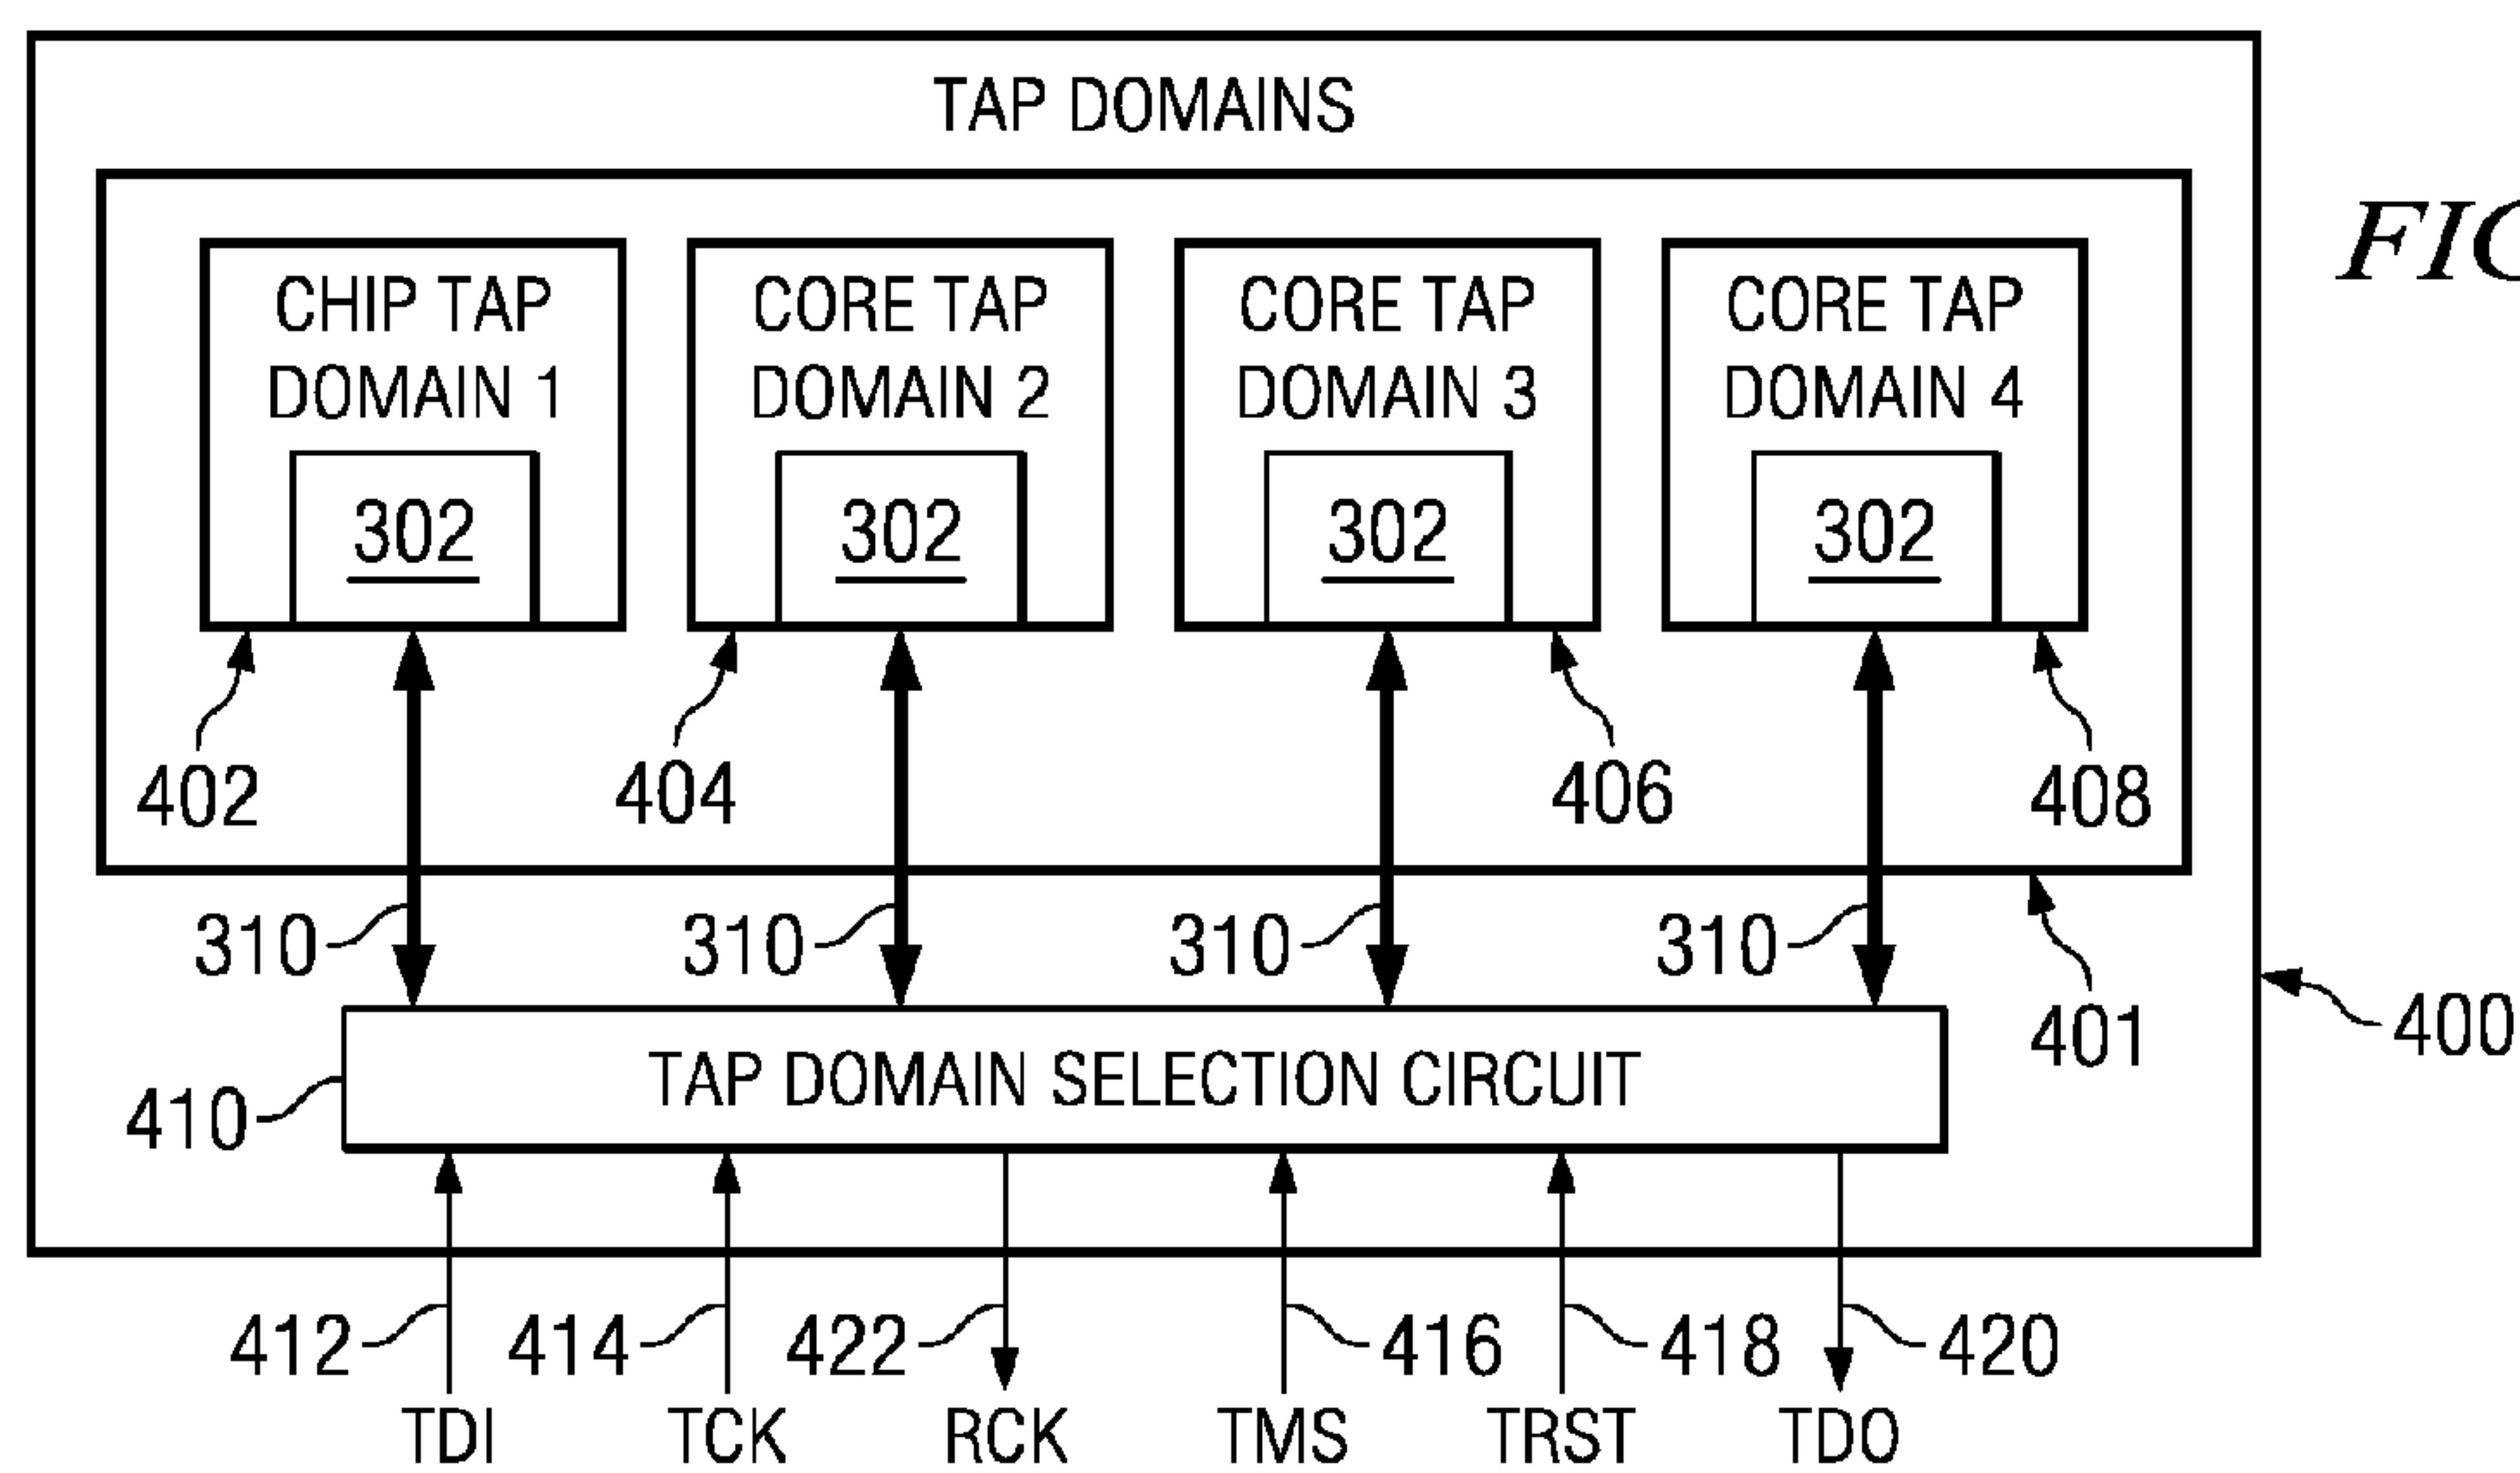 TAP DOMAINS
FIG
CHIP TAP
DOMAIN 1
302
CORE TAP
DOMAIN 2
302
CORE TAP
DOMAIN 3
302
CORE TAP
DOMAIN 4
302
402
404
406
408
310
310
310
310
401
400
410
TAP DOMAIN SELECTION CIRCUIT
412
414
422
416
418
420
TDI
TCK
RCK
TMS
TRST
TDO